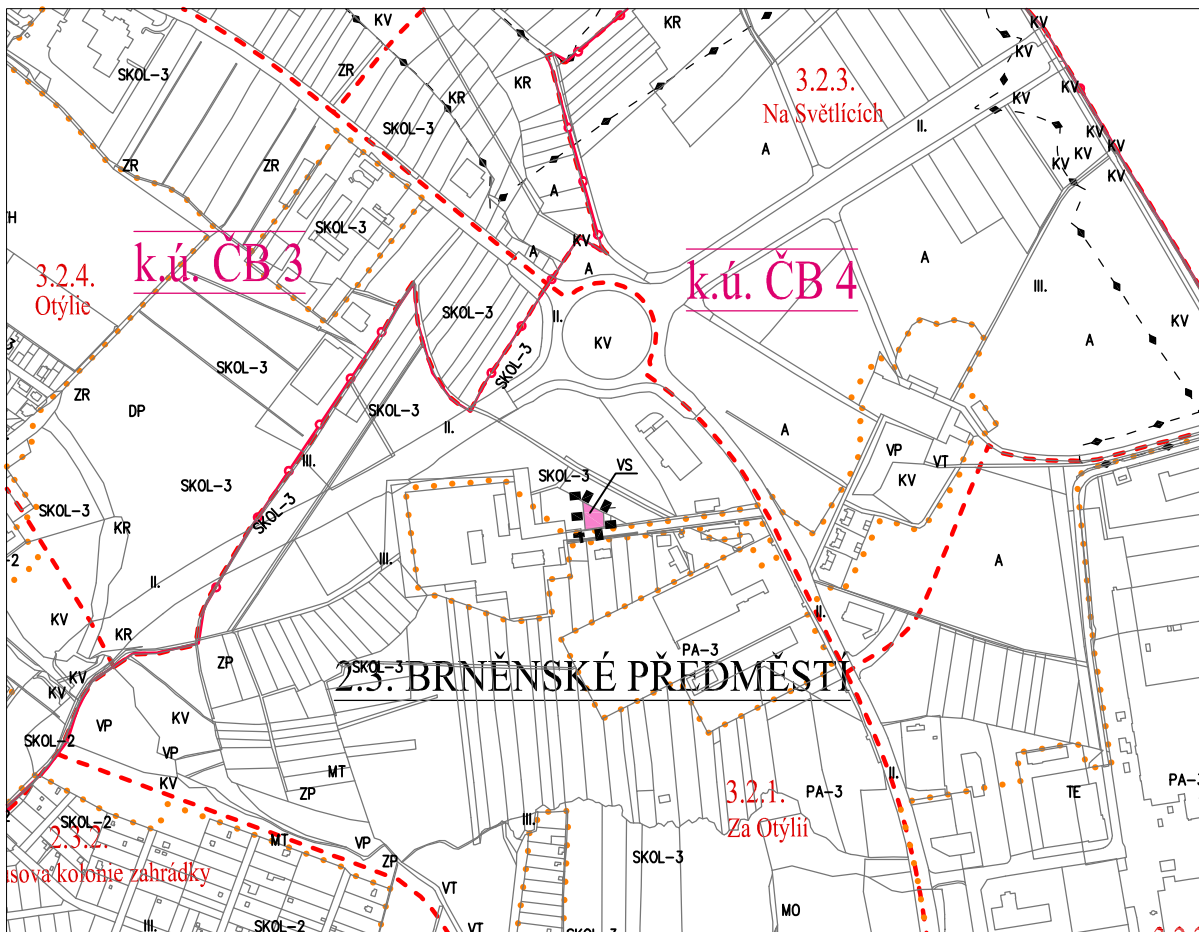 KV
KR
KV
SKOL-3
ZR
KR
KR
3.2.3.
Na Světlících
KV
KV
KV
SKOL-3
II.
KV
KV
KV
KV
KV
ZR
ZR
A
A
SKOL-3
k.ú. ČB 3
KV
A
A
A
3.2.4.
Otýlie
k.ú. ČB 4
III.
SKOL-3
II.
KV
KV
A
SKOL-3
SKOL-3
ZR
DP
SKOL-3
II.
A
VP
VT
III.
SKOL-3
VS
KV
SKOL-3
SKOL-3
SKOL-3
KR
III.
A
II.
KV
KR
II.
ZP
SKOL-3
PA-3
2.3. BRNĚNSKÉ PŘEDMĚSTÍ
KV
KV
VP
KV
SKOL-2
VP
MT
II.
KV
ZP
3.2.1.
PA-3
TE
PA-3
Za Otýlií
SKOL-2
III.
2.3.2.
MT
VP
ZP
SKOL-3
kolonie zahrádky
VT
MO
III.
SKOL-2
VT
SKOL-3